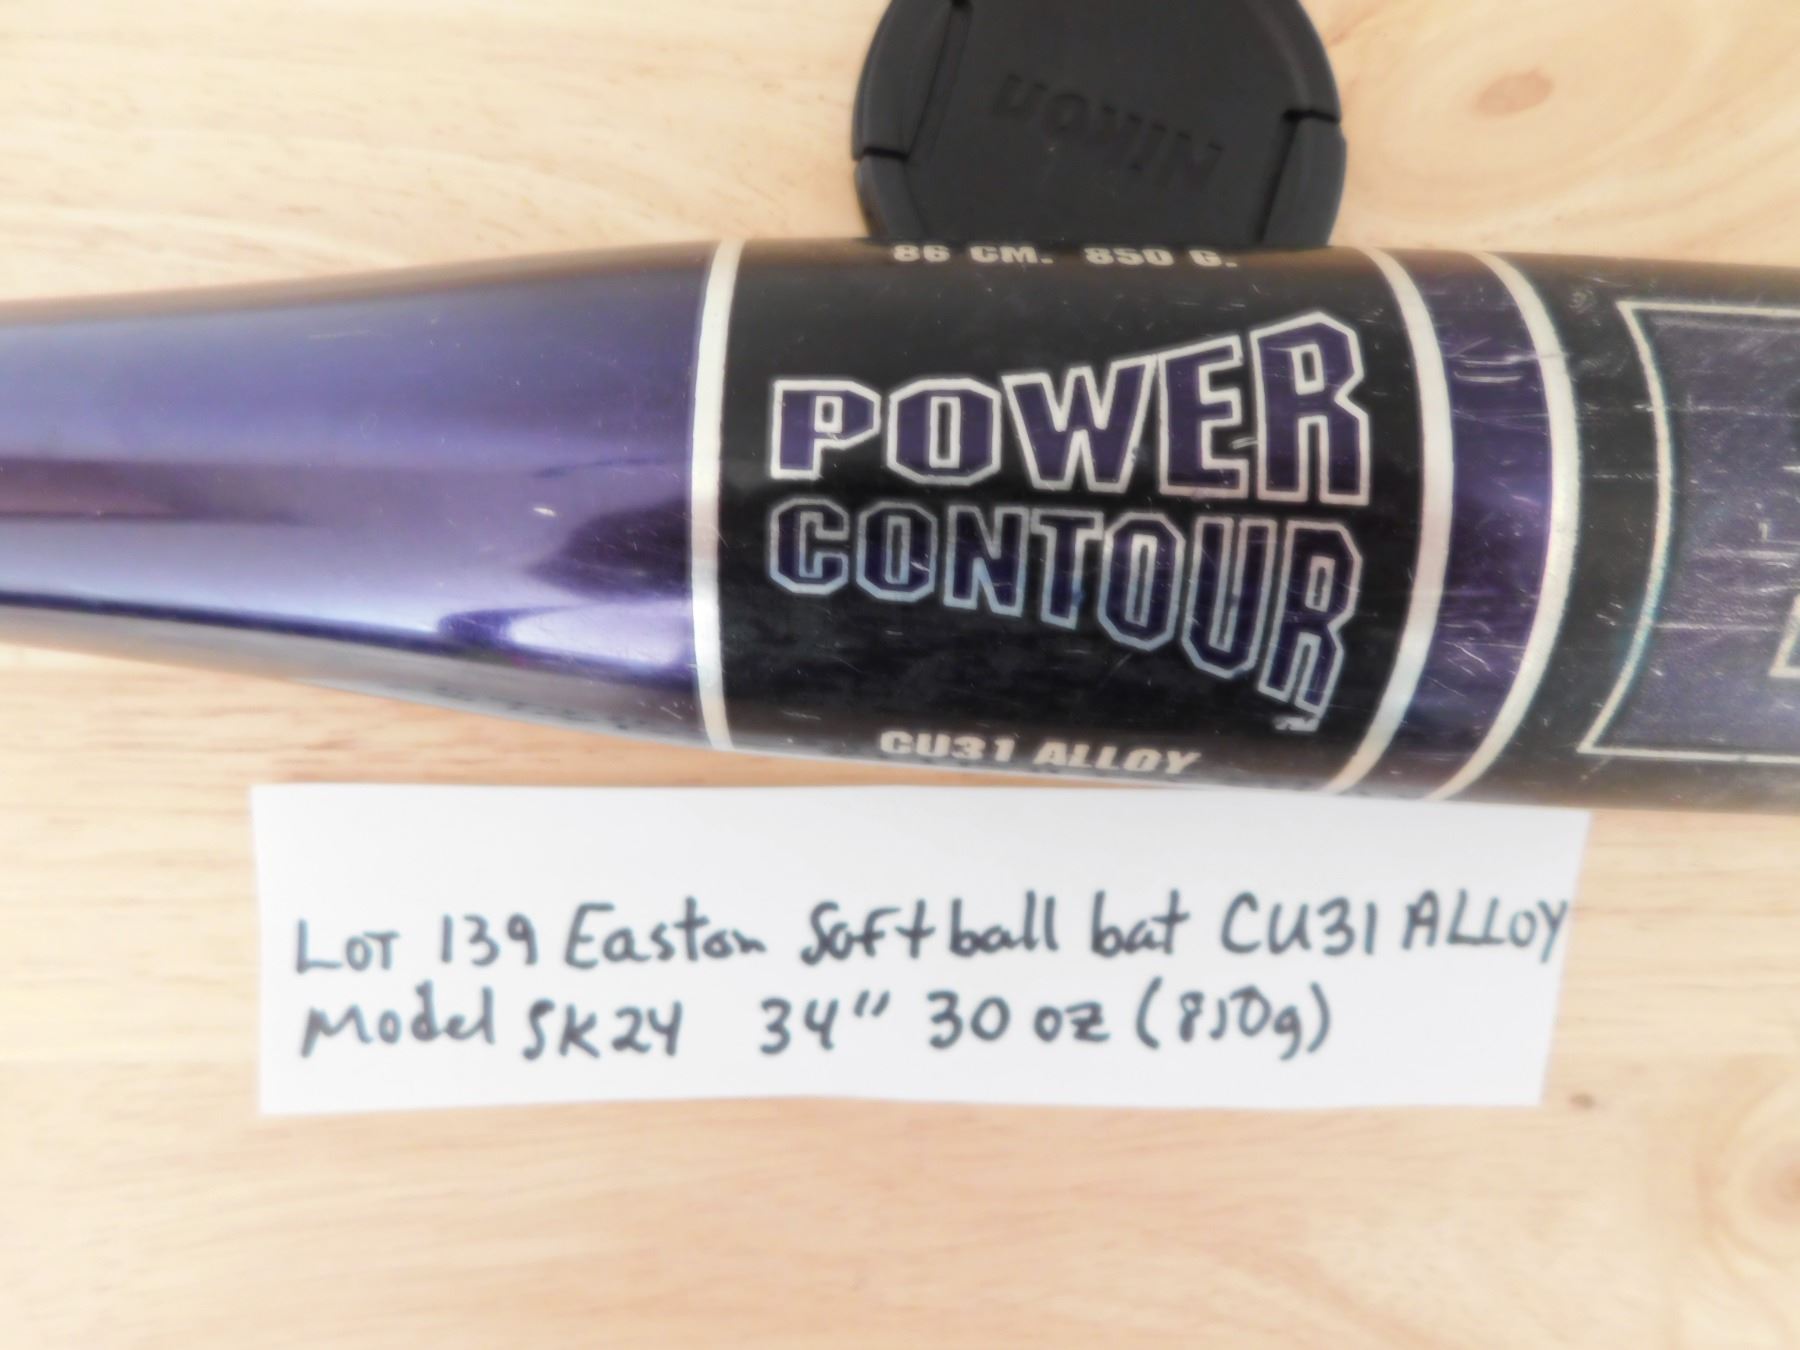 Nikon
86 CM. 850 G.
POWER
CONTOUR
TM
CU31 ALLOY
LOT 139 Easton Softball bat CU31 ALLOY
Model SK24 34" 30 oz (850g)